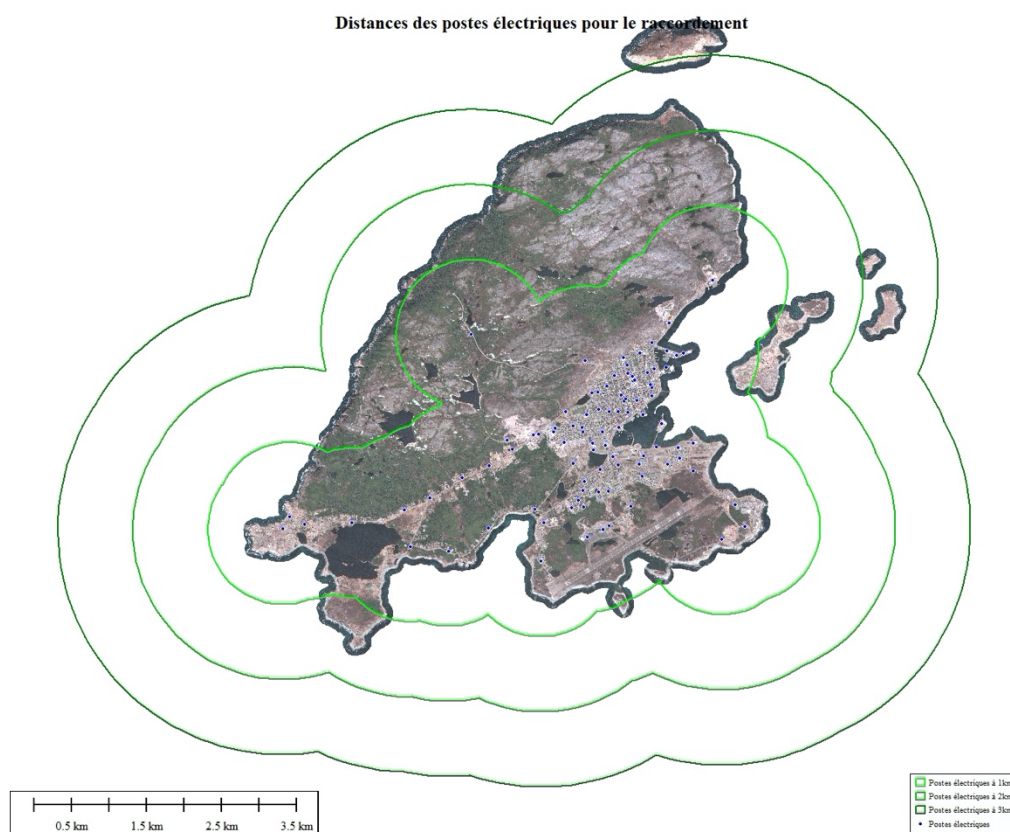 Distances des postes électriques pour le raccordement
0.5 km 1.5 km 2.5 km 3.5 km
Postes électriques à 1km
Postes électriques à 2km
Postes électriques à 3km
Postes électriques